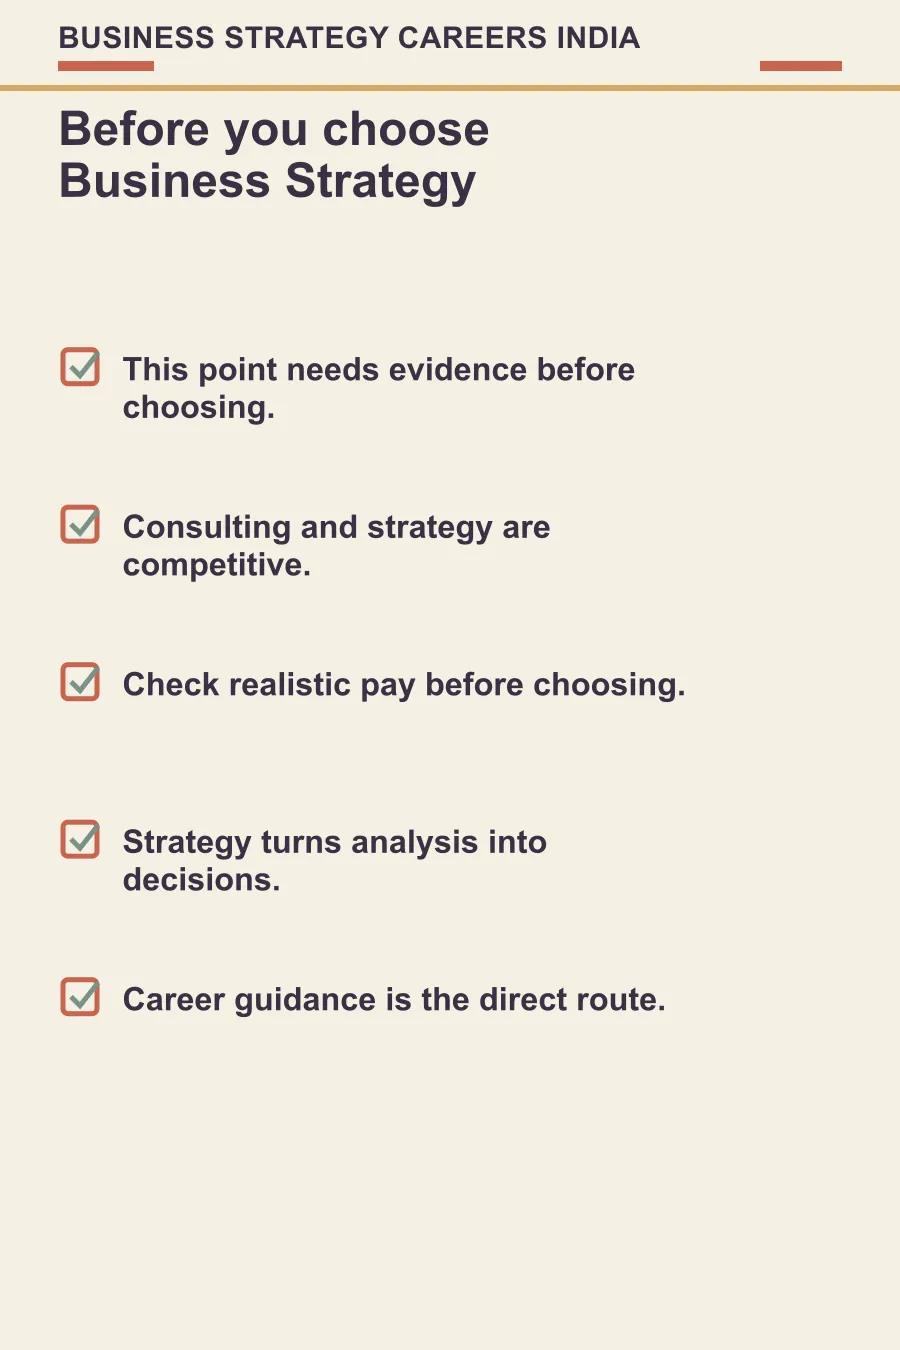 BUSINESS STRATEGY CAREERS INDIA
Before you choose
Business Strategy
This point needs evidence before
choosing.
Consulting and strategy are
competitive.
Check realistic pay before choosing.
Strategy turns analysis into
decisions.
Career guidance is the direct route.